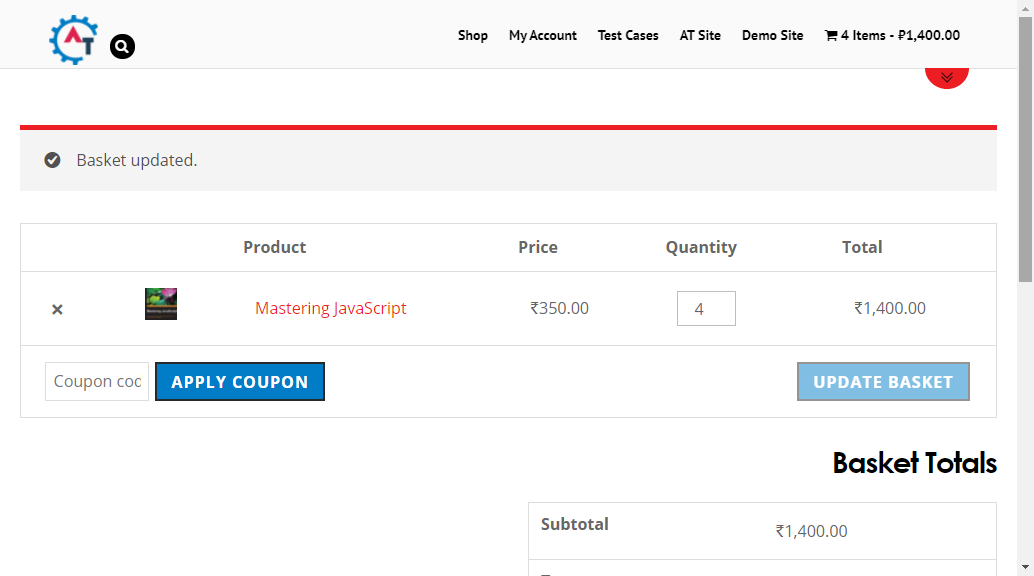 AT
Shop My Account Test Cases AT Site Demo Site 4 Items - ₹1,400.00
Basket updated.
Product Price Quantity Total
× Mastering JavaScript ₹350.00 4 ₹1,400.00
Coupon cod APPLY COUPON UPDATE BASKET
Basket Totals
Subtotal ₹1,400.00